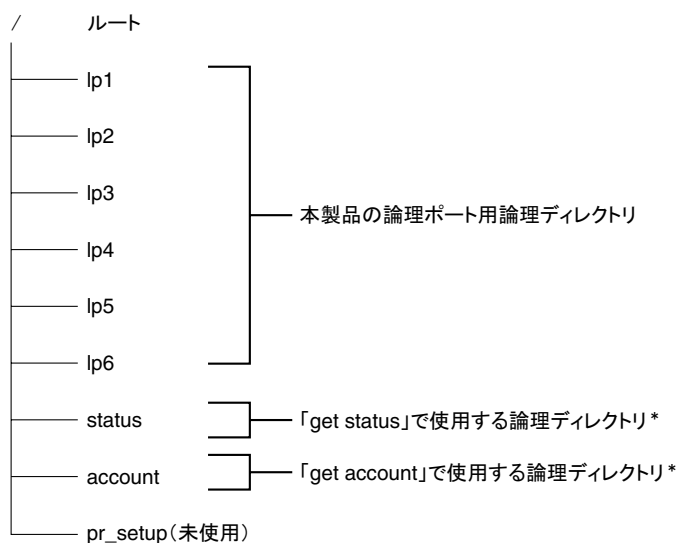 / ルート
lp1
lp2
lp3
本製品の論理ポート用論理ディレクトリ
lp4
lp5
lp6
status 「get status」で使用する論理ディレクトリ*
account 「get account」で使用する論理ディレクトリ*
pr_setup(未使用)